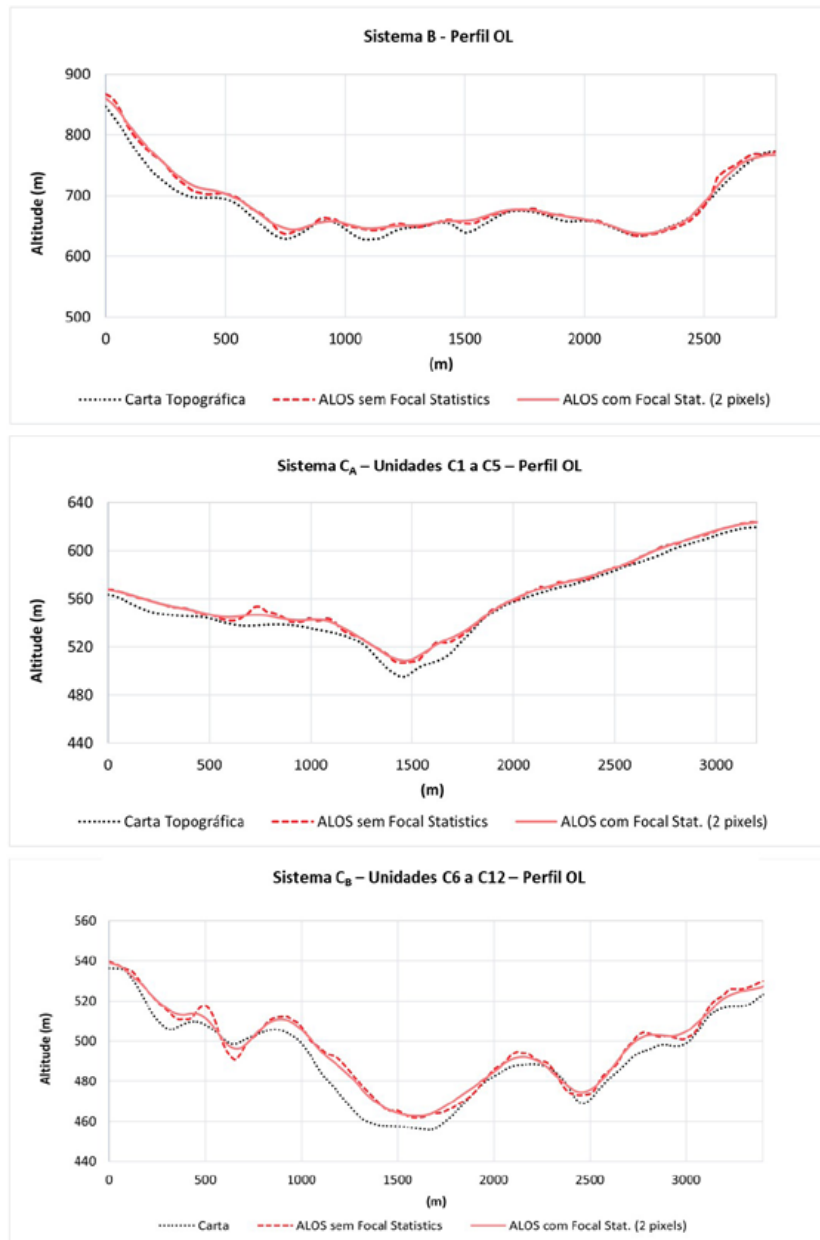 Sistema B - Perfil OL
900
800
700
600
500
Altitude (m)
0 500 1000 1500 2000 2500
(m)
Carta Topográfica ALOS sem Focal Statistics ALOS com Focal Stat. (2 pixels)
Sistema CA – Unidades C1 a C5 – Perfil OL
640
600
560
520
480
440
Altitude (m)
0 500 1000 1500 2000 2500 3000
(m)
Carta Topográfica ALOS sem Focal Statistics ALOS com Focal Stat. (2 pixels)
Sistema CB – Unidades C6 a C12 – Perfil OL
560
540
520
500
480
460
440
Altitude (m)
0 500 1000 1500 2000 2500 3000
(m)
Carta ALOS sem Focal Statistics ALOS com Focal Stat. (2 pixels)